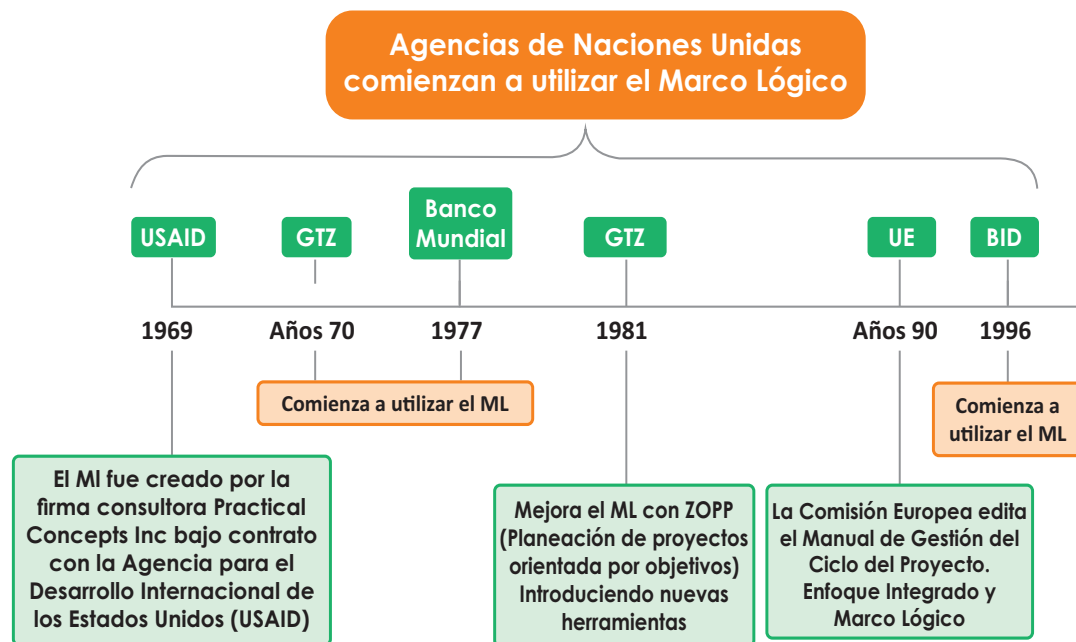 Agencias de Naciones Unidas
comienzan a utilizar el Marco Lógico
USAID
GTZ
Banco
Mundial
GTZ
UE
BID
1969
Años 70
1977
1981
Años 90
1996
Comienza a utilizar el ML
Comienza a
utilizar el ML
El Ml fue creado por la
firma consultora Practical
Concepts Inc bajo contrato
con la Agencia para el
Desarrollo Internacional de
los Estados Unidos (USAID)
Mejora el ML con ZOPP
(Planeación de proyectos
orientada por objetivos)
Introduciendo nuevas
herramientas
La Comisión Europea edita
el Manual de Gestión del
Ciclo del Proyecto.
Enfoque Integrado y
Marco Lógico